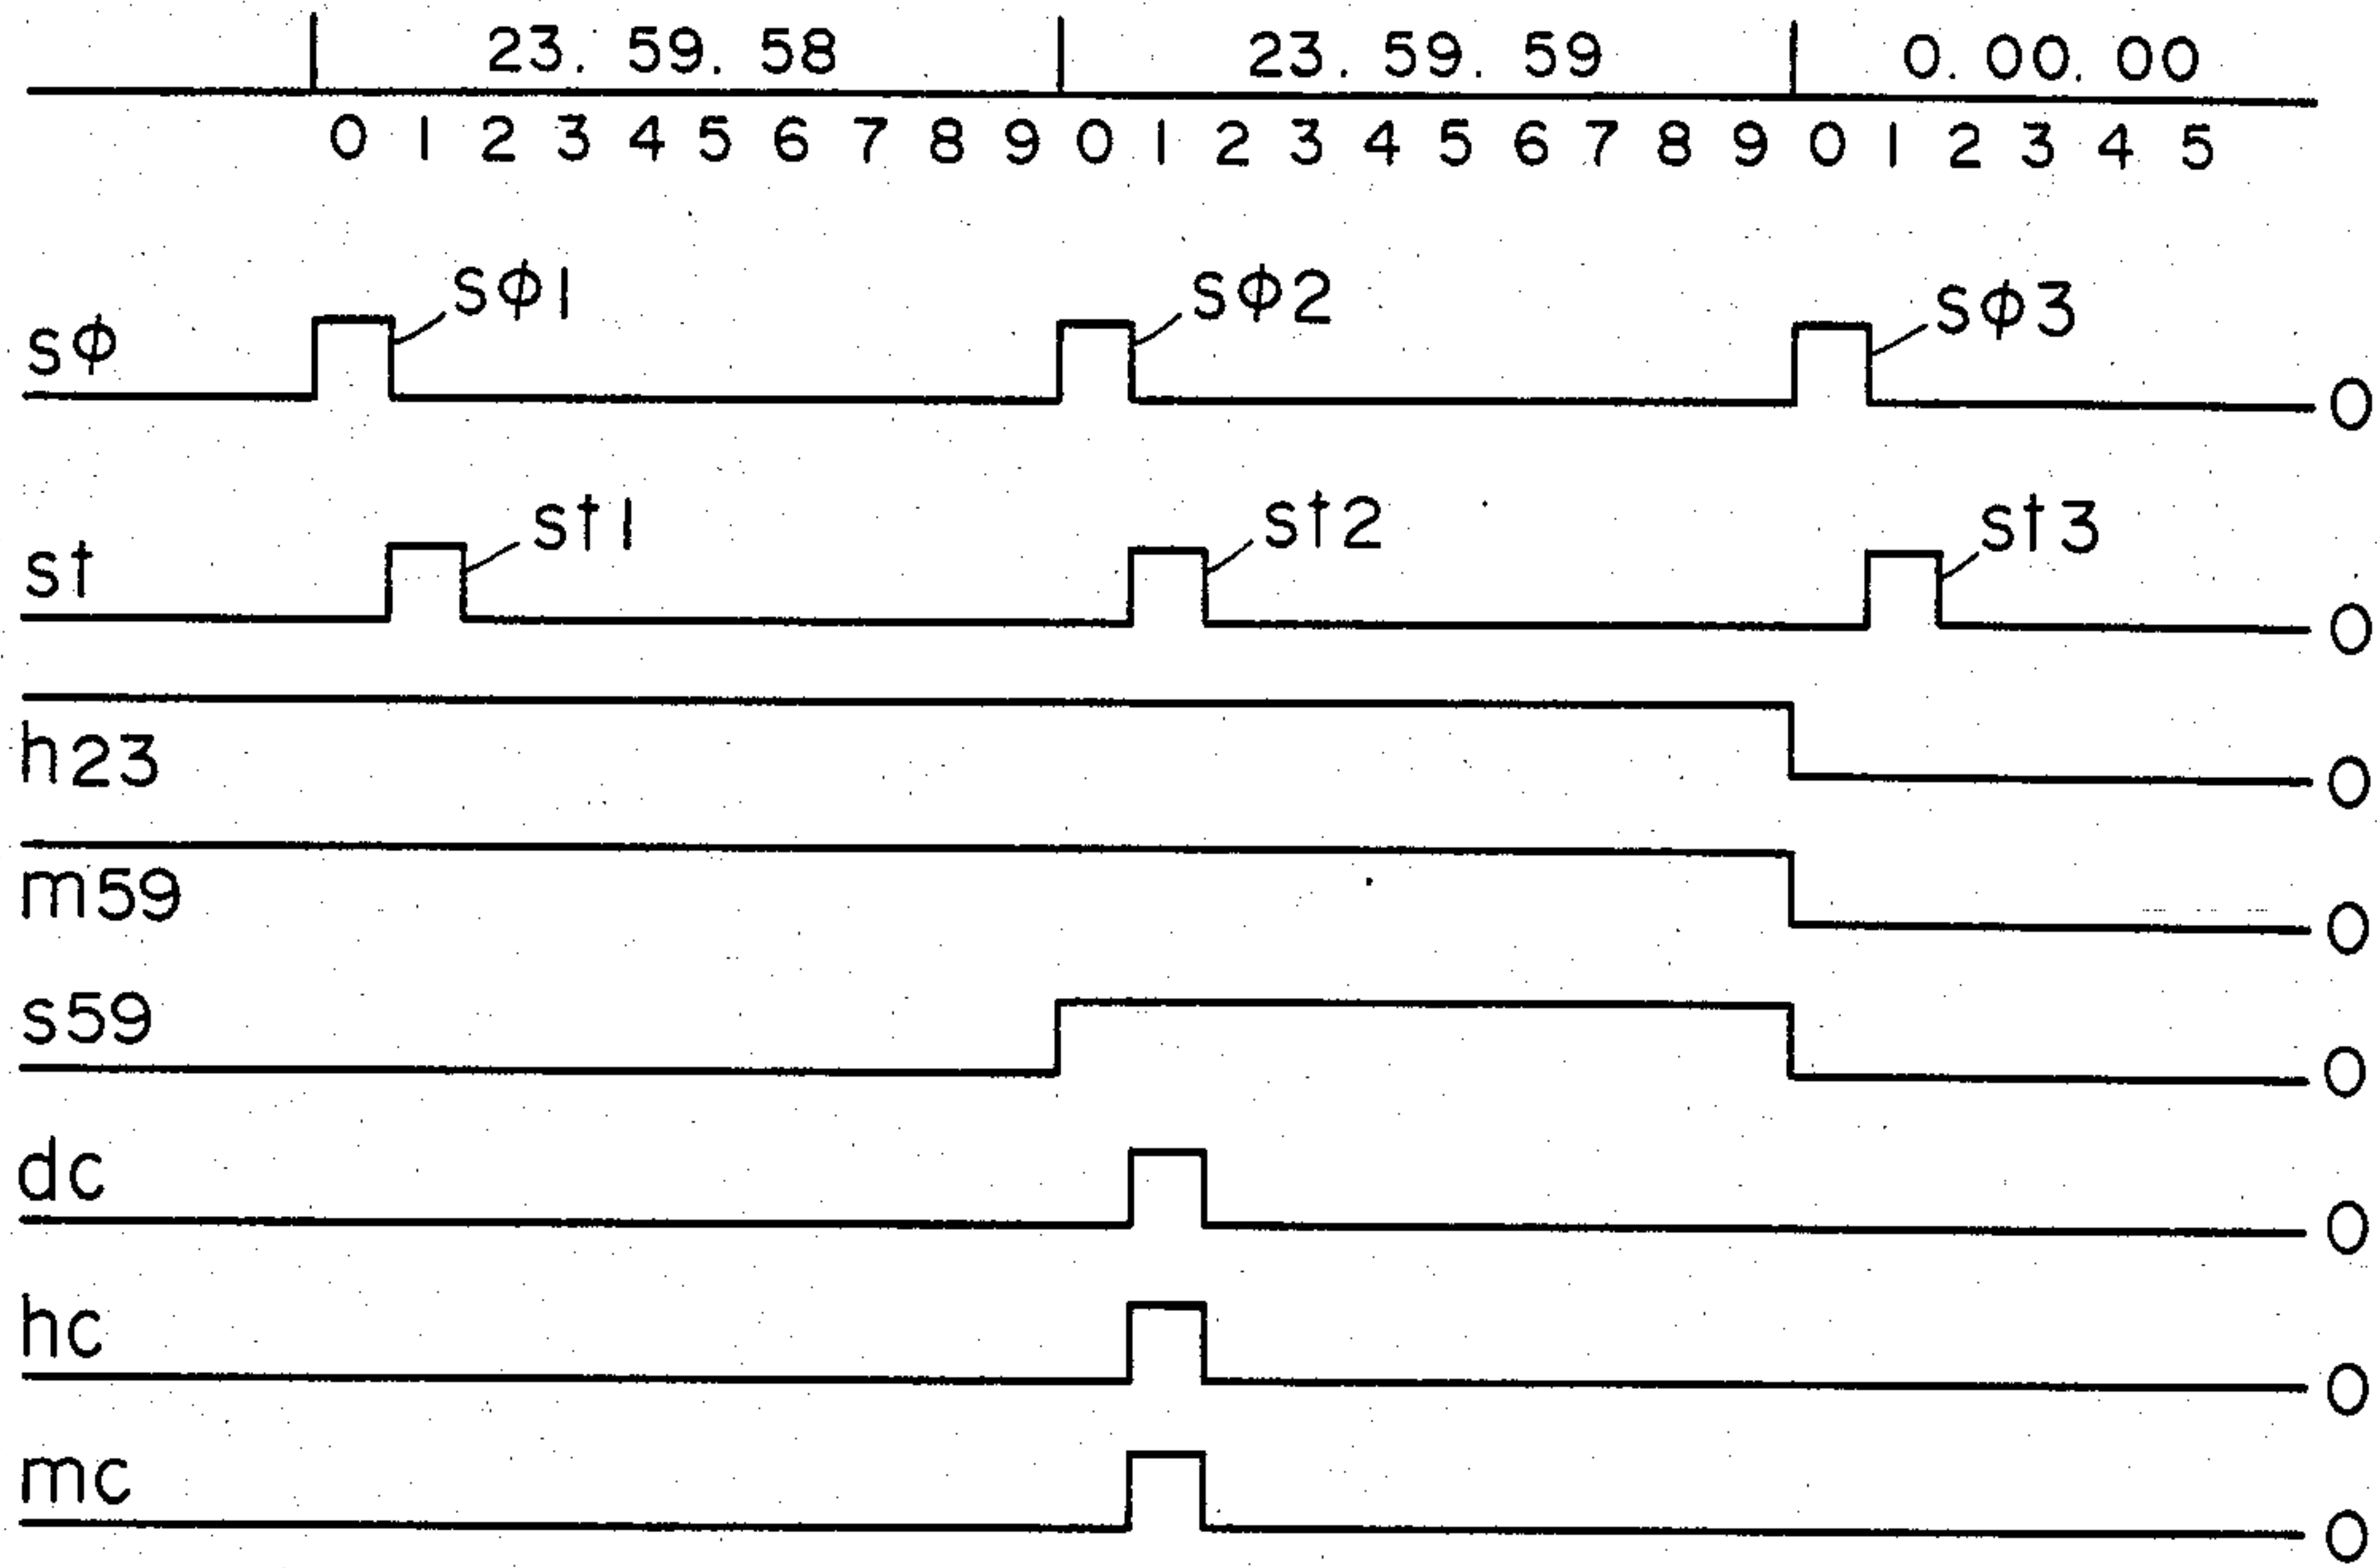 23. 59. 58 23. 59. 59 0. 00. 00
0 1 2 3 4 5 6 7 8 9 0 1 2 3 4 5 6 7 8 9 0 1 2 3 4 5
sϕ1 sϕ2 sϕ3
sϕ 0
st1 st2 st3
st 0
h23 0
m59 0
s59 0
dc 0
hc 0
mc 0